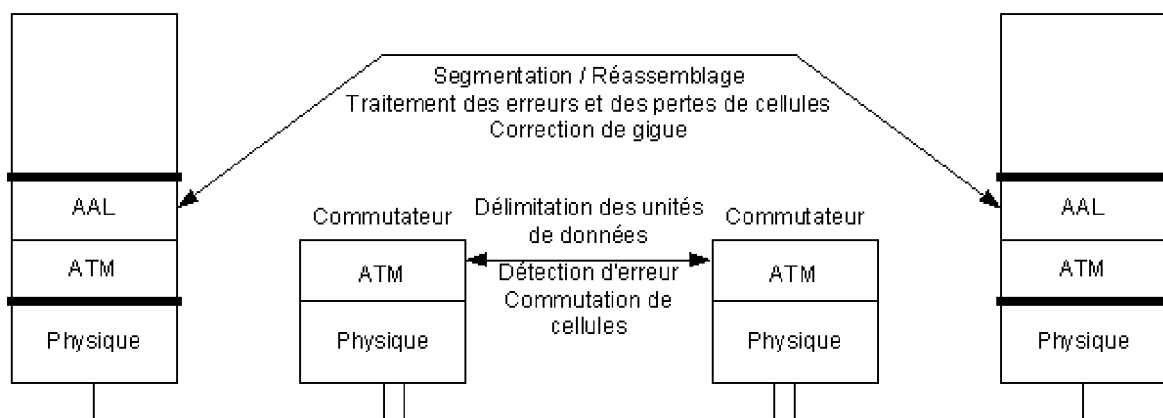 Segmentation / Réassemblage
Traitement des erreurs et des pertes de cellules
Correction de gigue
AAL
ATM
Physique
Commutateur
ATM
Physique
Délimitation des unités
de données
Détection d'erreur
Commutation de
cellules
Commutateur
ATM
Physique
AAL
ATM
Physique